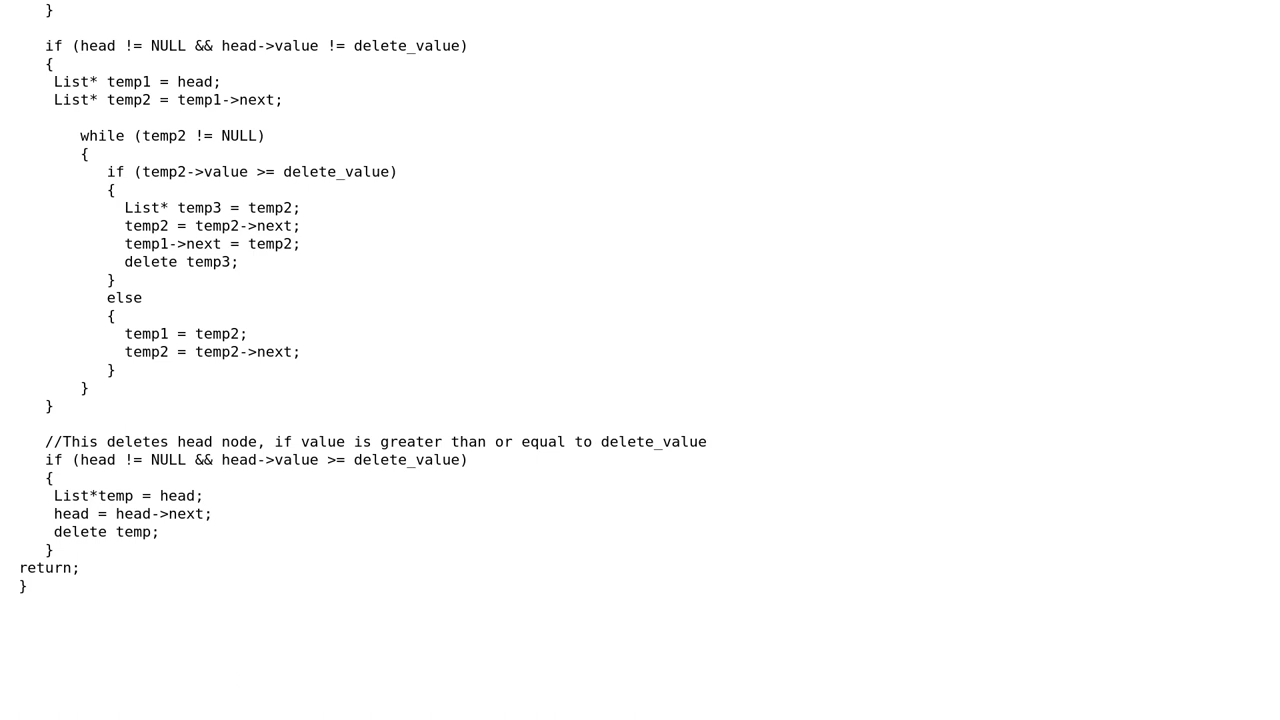 }
if (head != NULL && head->value != delete_value)
{
List* temp1 = head;
List* temp2 = temp1->next;
while (temp2 != NULL)
{
if (temp2->value >= delete_value)
{
List* temp3 = temp2;
temp2 = temp2->next;
temp1->next = temp2;
delete temp3;
}
else
{
temp1 = temp2;
temp2 = temp2->next;
}
}
}
//This deletes head node, if value is greater than or equal to delete_value
if (head != NULL && head->value >= delete_value)
{
List*temp = head;
head = head->next;
delete temp;
}
return;
}